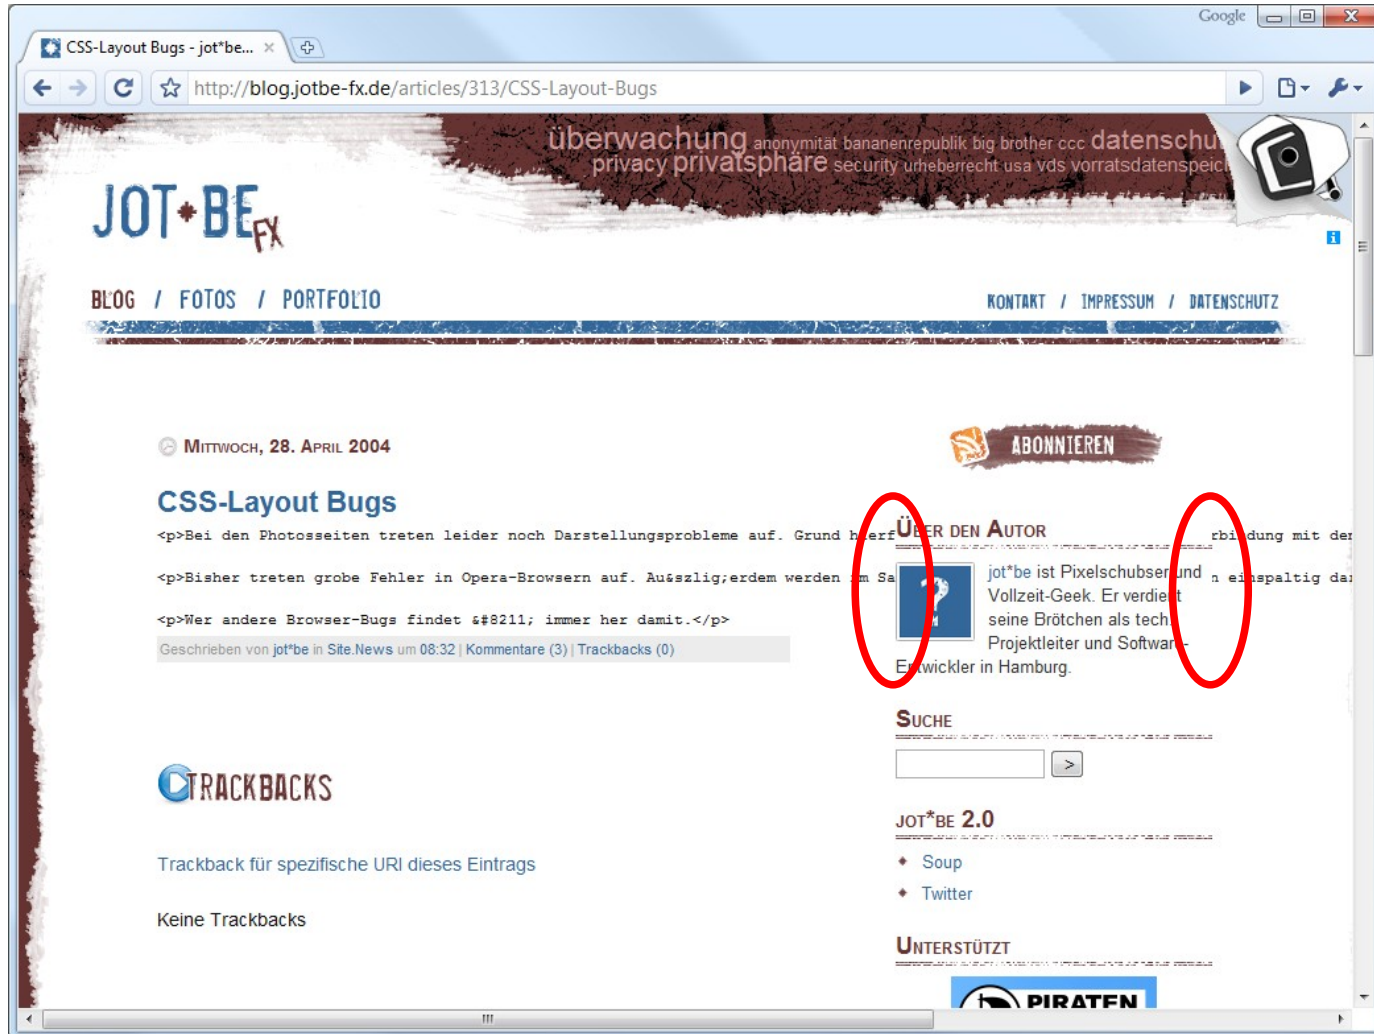 Google
CSS-Layout Bugs - jot*be...
http://blog.jotbe-fx.de/articles/313/CSS-Layout-Bugs
überwachung anonymität bananenrepublik big brother ccc datenschu
privacy privatsphäre security urheberrecht usa vds vorratsdatenspeic
JOT*BE FX
BLOG / FOTOS / PORTFOLIO
KONTAKT / IMPRESSUM / DATENSCHUTZ
MITTWOCH, 28. APRIL 2004
ABONNIEREN
CSS-Layout Bugs
<p>Bei den Photosseiten treten leider noch Darstellungsprobleme auf. Grund hierf rbindung mit der
<p>Bisher treten grobe Fehler in Opera-Browsern auf. Au&szlig;erdem werden im Sa n einspaltig dar
<p>Wer andere Browser-Bugs findet &#8211; immer her damit.</p>
Geschrieben von jot*be in Site.News um 08:32 | Kommentare (3) | Trackbacks (0)
ÜBER DEN AUTOR
jot*be ist Pixelschubser und
Vollzeit-Geek. Er verdient
seine Brötchen als tech.
Projektleiter und Software-
Entwickler in Hamburg.
SUCHE
>
TRACKBACKS
Trackback für spezifische URI dieses Eintrags
Keine Trackbacks
JOT*BE 2.0
Soup
Twitter
UNTERSTÜTZT
PIRATEN